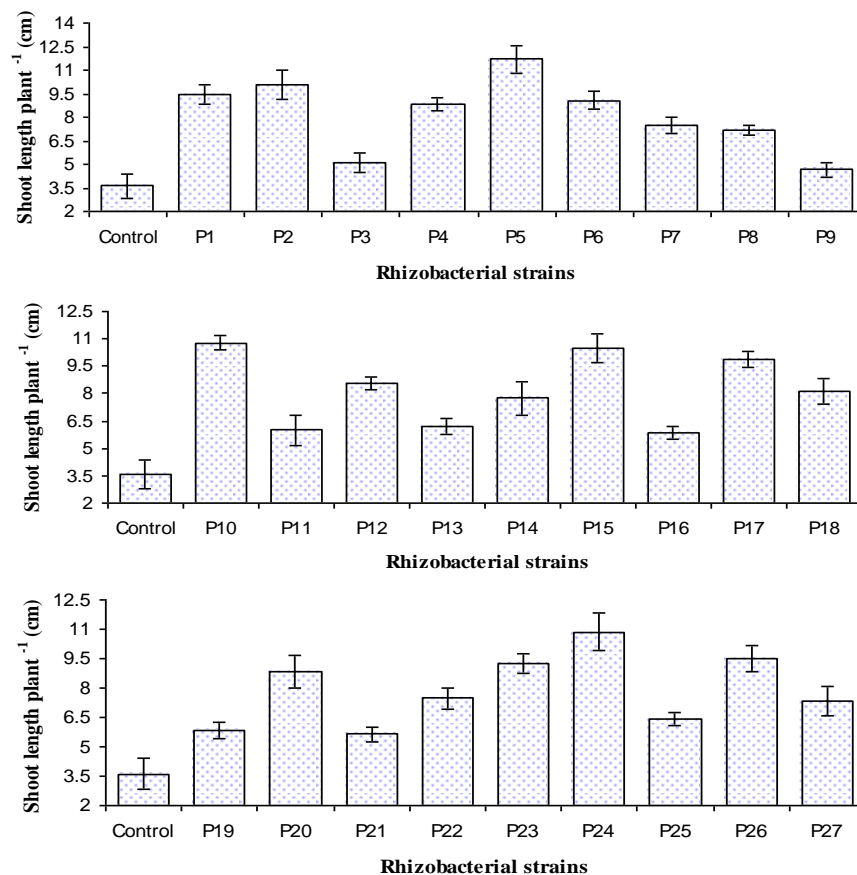 Shoot length plant -1 (cm)
14
12.5
11
9.5
8
6.5
5
3.5
2
Control P1 P2 P3 P4 P5 P6 P7 P8 P9
Rhizobacterial strains
Shoot length plant -1 (cm)
12.5
11
9.5
8
6.5
5
3.5
2
Control P10 P11 P12 P13 P14 P15 P16 P17 P18
Rhizobacterial strains
Shoot length plant -1 (cm)
12.5
11
9.5
8
6.5
5
3.5
2
Control P19 P20 P21 P22 P23 P24 P25 P26 P27
Rhizobacterial strains